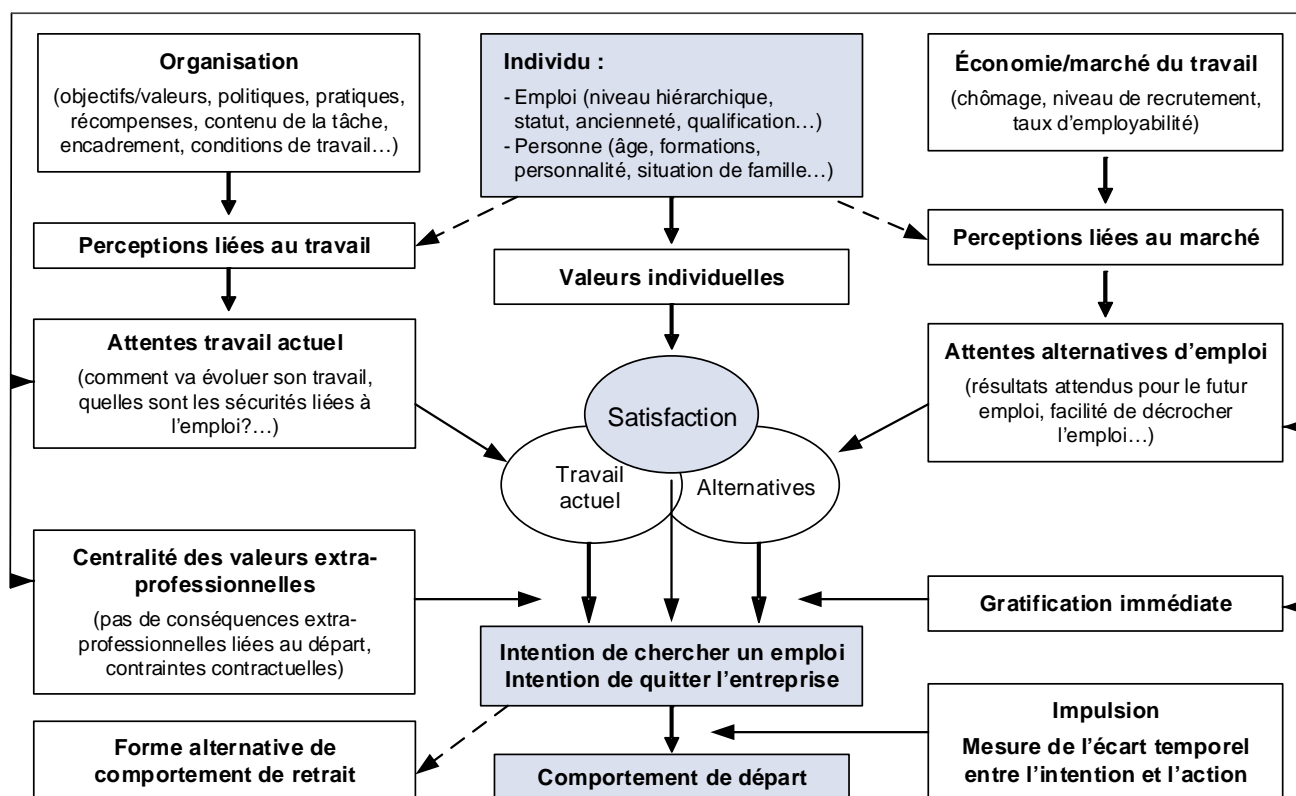 Organisation
(objectifs/valeurs, politiques, pratiques,
récompenses, contenu de la tâche,
encadrement, conditions de travail…)
Individu :
- Emploi (niveau hiérarchique,
statut, ancienneté, qualification…)
- Personne (âge, formations,
personnalité, situation de famille…)
Économie/marché du travail
(chômage, niveau de recrutement,
taux d’employabilité)
Perceptions liées au travail
Valeurs individuelles
Perceptions liées au marché
Attentes travail actuel
(comment va évoluer son travail,
quelles sont les sécurités liées à
l’emploi?…)
Satisfaction
Travail
actuel
Alternatives
Attentes alternatives d’emploi
(résultats attendus pour le futur
emploi, facilité de décrocher
l’emploi…)
Centralité des valeurs extra-
professionnelles
(pas de conséquences extra-
professionnelles liées au départ,
contraintes contractuelles)
Gratification immédiate
Intention de chercher un emploi
Intention de quitter l’entreprise
Forme alternative de
comportement de retrait
Comportement de départ
Impulsion
Mesure de l’écart temporel
entre l’intention et l’action